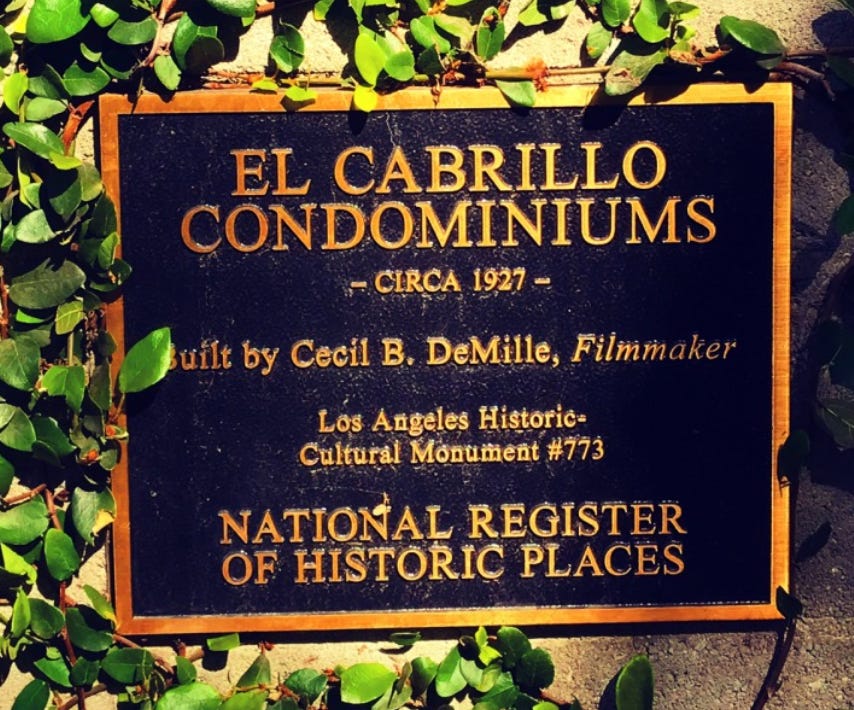 EL CABRILLO
CONDOMINIUMS
– CIRCA 1927 –
Built by Cecil B. DeMille, Filmmaker
Los Angeles Historic-
Cultural Monument #773
NATIONAL REGISTER
OF HISTORIC PLACES